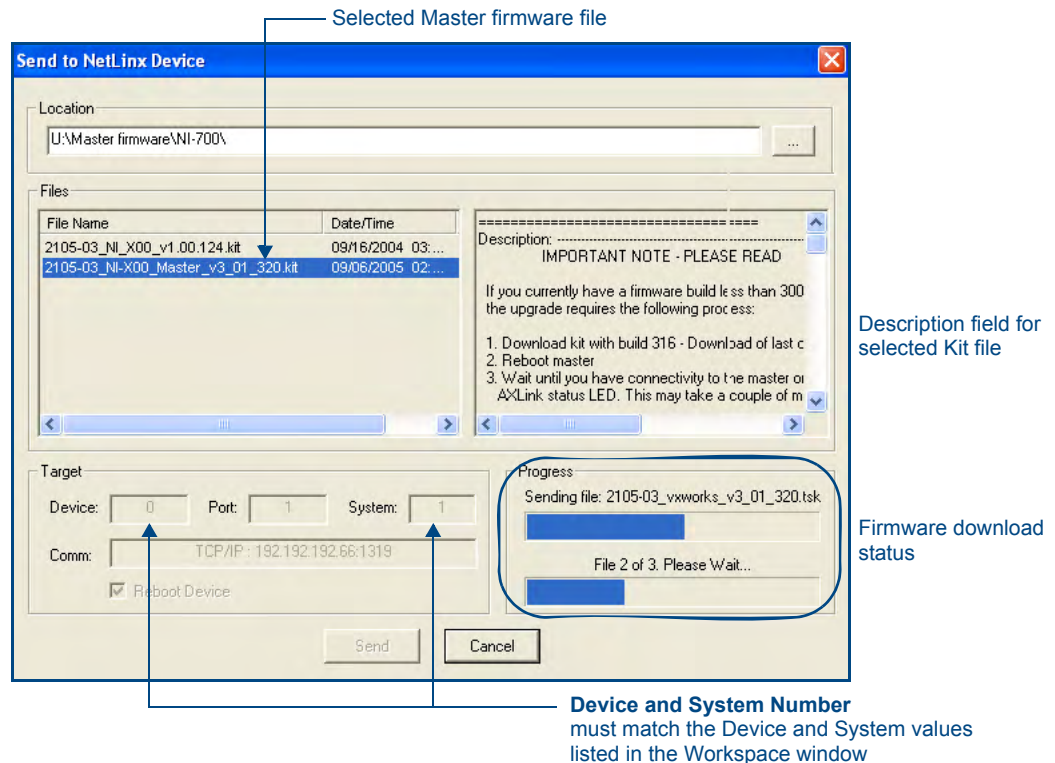 Selected Master firmware file
Send to NetLinx Device
Location
U:\Master firmware\NI-700\
...
Files
File Name Date/Time
2105-03_NI_X00_v1.00.124.kit 09/16/2004 03:...
2105-03_NI-X00_Master_v3_01_320.kit 09/06/2005 02:...
==================================
Description: ------------------------------------
IMPORTANT NOTE - PLEASE READ
If you currently have a firmware build less than 300
the upgrade requires the following process:
1. Download kit with build 316 - Download of last c
2. Reboot master
3. Wait until you have connectivity to the master or
AXLink status LED. This may take a couple of m
Description field for
selected Kit file
Target
Device: 0 Port: 1 System: 1
Comm: TCP/IP : 192.192.192.66:1319
Reboot Device
Progress
Sending file: 2105-03_vxworks_v3_01_320.tsk
File 2 of 3. Please Wait...
Firmware download
status
Send Cancel
Device and System Number
must match the Device and System values
listed in the Workspace window